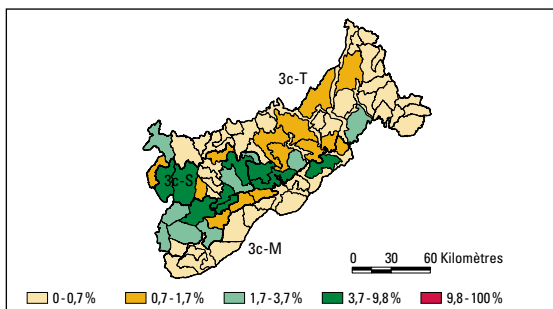 3c-T
3c-S
3c-M
0 30 60 Kilomètres
0 - 0,7 % 0,7 - 1,7 % 1,7 - 3,7 % 3,7 - 9,8 % 9,8 - 100 %